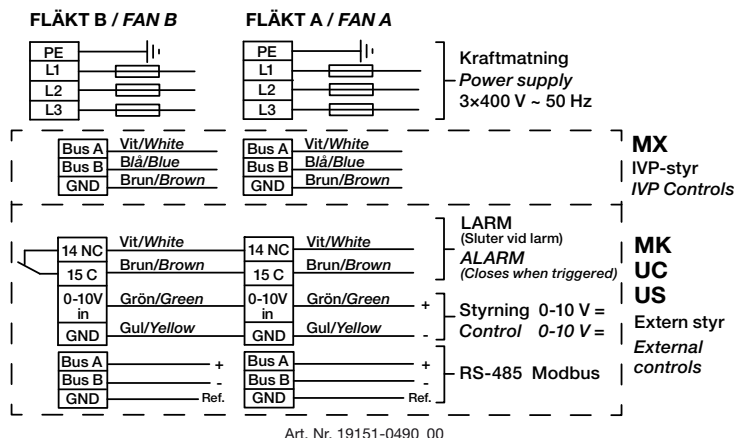 FLÄKT B / FAN B
FLÄKT A / FAN A
PE
L1
L2
L3
PE
L1
L2
L3
Kraftmatning
Power supply
3×400 V ~ 50 Hz
Bus A Vit/White
Bus B Blå/Blue
GND Brun/Brown
Bus A Vit/White
Bus B Blå/Blue
GND Brun/Brown
MX
IVP-styr
IVP Controls
14 NC Vit/White
15 C Brun/Brown
0-10V in Grön/Green
GND Gul/Yellow
14 NC Vit/White
15 C Brun/Brown
0-10V in Grön/Green +
GND Gul/Yellow -
LARM
(Sluter vid larm)
ALARM
(Closes when triggered)
Styrning 0-10 V =
Control 0-10 V =
MK
UC
US
Extern styr
External
controls
Bus A +
Bus B -
GND Ref.
Bus A +
Bus B -
GND Ref.
RS-485 Modbus
Art. Nr. 19151-0490_00